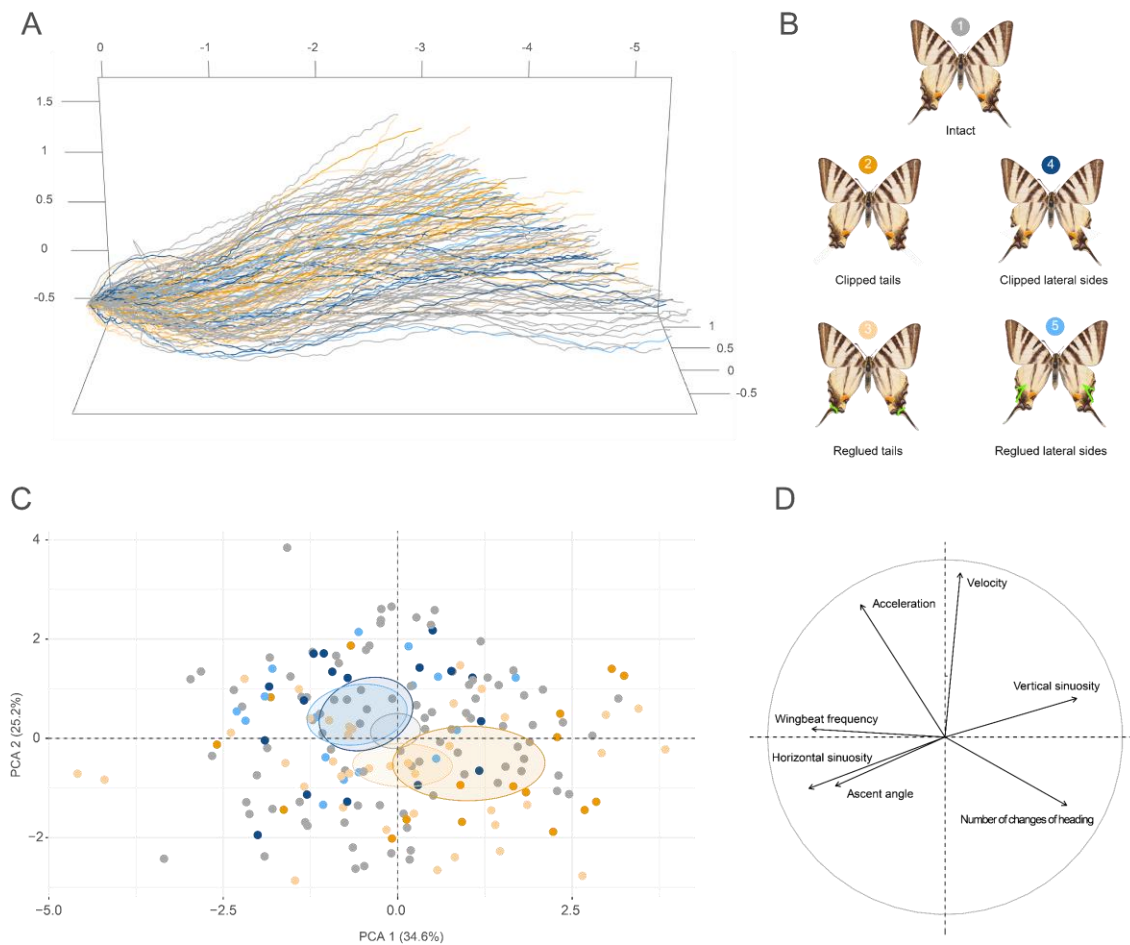 A
0
-1
-2
-3
-4
-5
1.5
1
0.5
0
-0.5
1
0.5
0
-0.5
B
1
Intact
2
4
Clipped tails
Clipped lateral sides
3
5
Reglued tails
Reglued lateral sides
C
PCA 2 (25.2%)
4
2
0
−2
−5.0
−2.5
0.0
2.5
PCA 1 (34.6%)
D
Velocity
Acceleration
Vertical sinuosity
Wingbeat frequency
Horizontal sinuosity
Ascent angle
Number of changes of heading